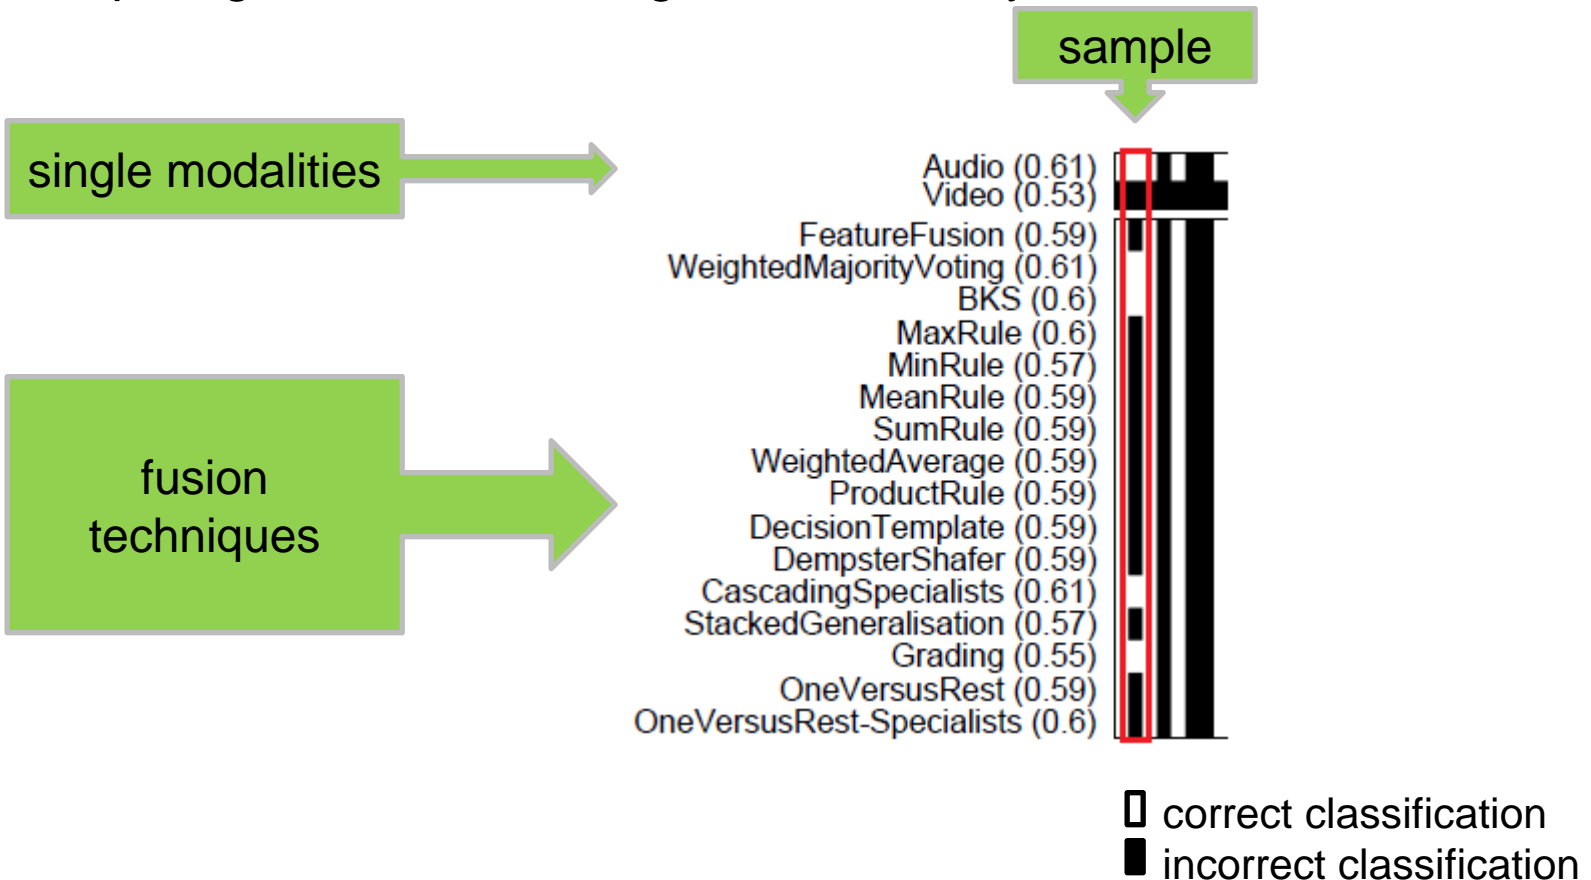 sample
single modalities
Audio (0.61)
Video (0.53)
FeatureFusion (0.59)
WeightedMajorityVoting (0.61)
BKS (0.6)
MaxRule (0.6)
MinRule (0.57)
MeanRule (0.59)
SumRule (0.59)
WeightedAverage (0.59)
ProductRule (0.59)
DecisionTemplate (0.59)
DempsterShafer (0.59)
CascadingSpecialists (0.61)
StackedGeneralisation (0.57)
Grading (0.55)
OneVersusRest (0.59)
OneVersusRest-Specialists (0.6)
fusion
techniques
correct classification
incorrect classification